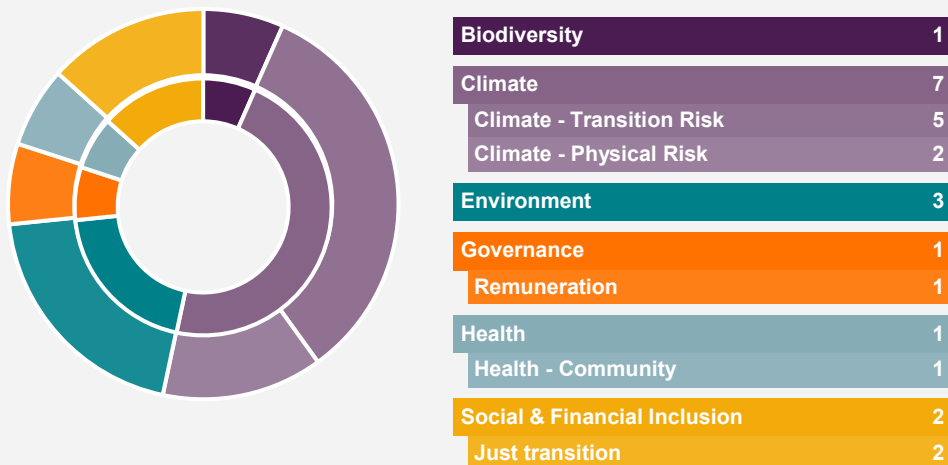 Biodiversity 1
Climate 7
Climate - Transition Risk 5
Climate - Physical Risk 2
Environment 3
Governance 1
Remuneration 1
Health 1
Health - Community 1
Social & Financial Inclusion 2
Just transition 2